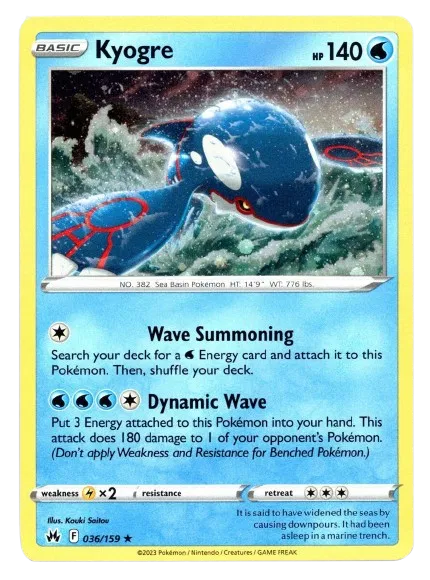 BASIC Kyogre HP 140
NO. 382 Sea Basin Pokémon HT: 14'9" WT: 776 lbs.
Wave Summoning
Search your deck for a Energy card and attach it to this
Pokémon. Then, shuffle your deck.
Dynamic Wave
Put 3 Energy attached to this Pokémon into your hand. This
attack does 180 damage to 1 of your opponent's Pokémon.
(Don't apply Weakness and Resistance for Benched Pokémon.)
weakness ×2 resistance retreat
Illus. Kouki Saitou
F 036/159 ★
It is said to have widened the seas by
causing downpours. It had been
asleep in a marine trench.
©2023 Pokémon / Nintendo / Creatures / GAME FREAK